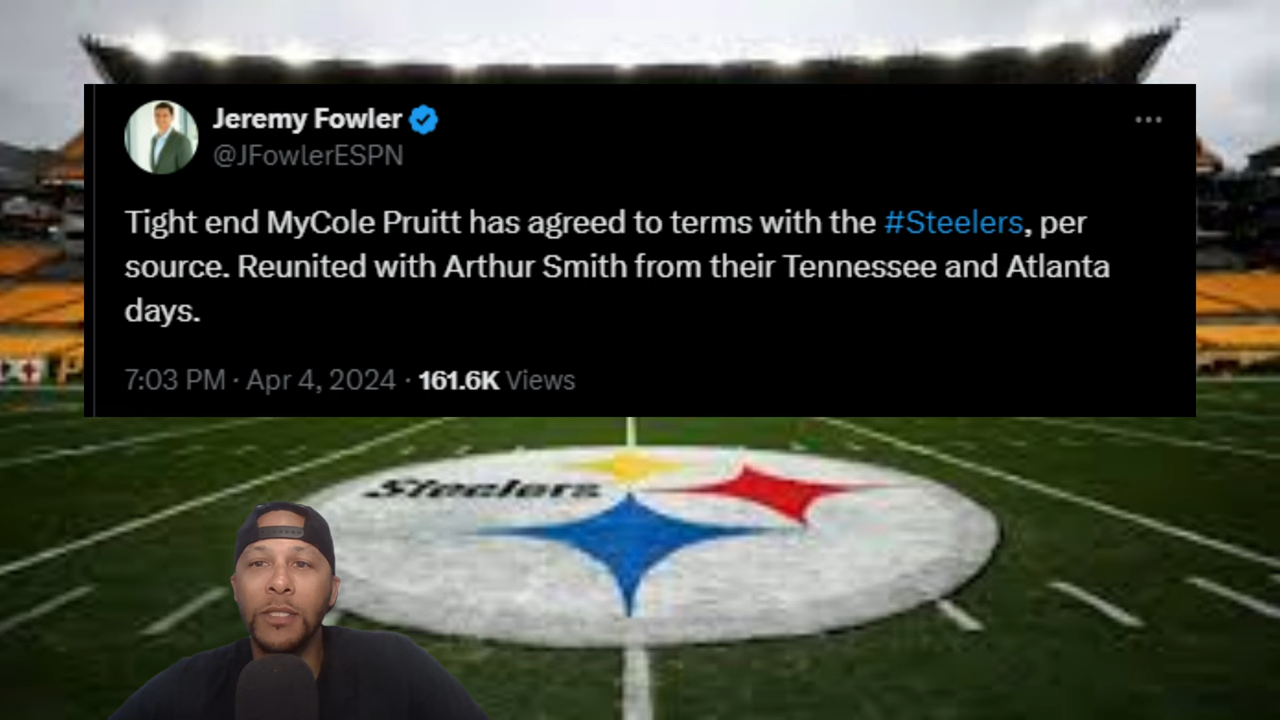 Jeremy Fowler
@JFowlerESPN
Tight end MyCole Pruitt has agreed to terms with the #Steelers, per
source. Reunited with Arthur Smith from their Tennessee and Atlanta
days.
7:03 PM · Apr 4, 2024 · 161.6K Views
Steelers